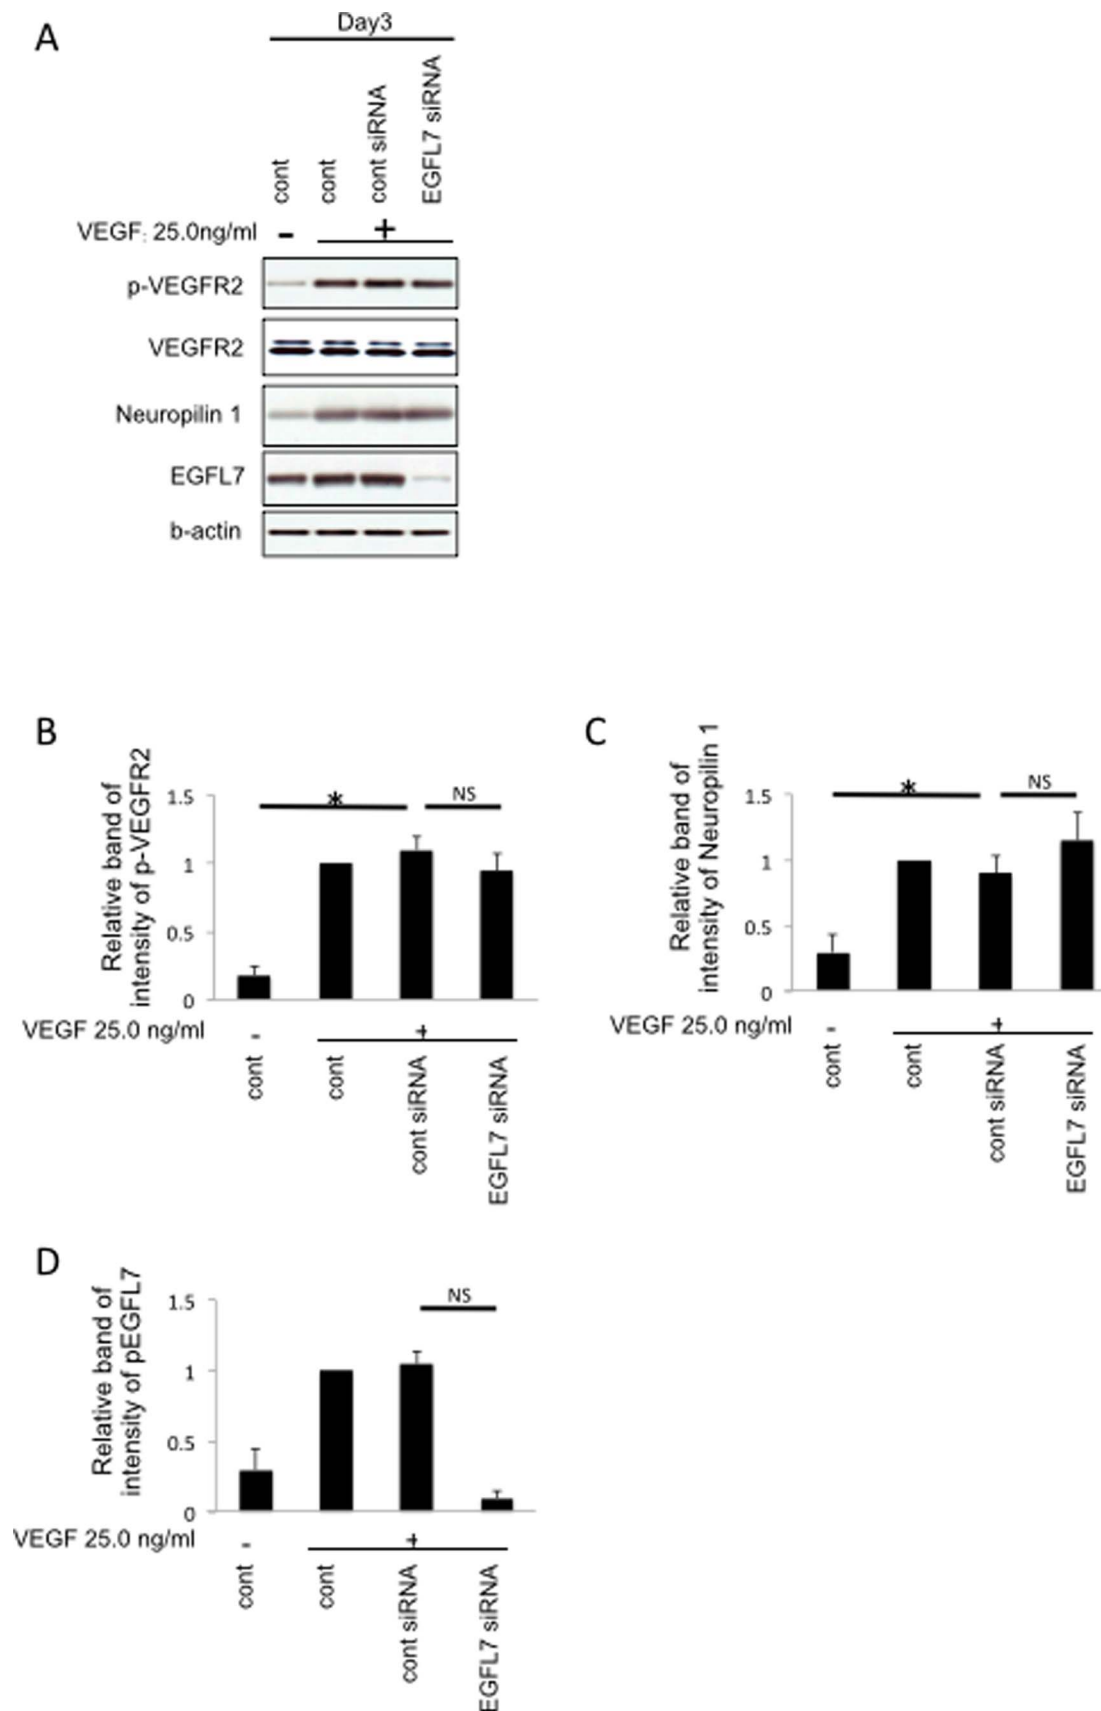 A
Day3
cont
cont
cont siRNA
EGFL7 siRNA
VEGF: 25.0ng/ml - +
p-VEGFR2
VEGFR2
Neuropilin 1
EGFL7
b-actin
B
Relative band of
intensity of p-VEGFR2
1.5
1
0.5
0
*
NS
VEGF 25.0 ng/ml - +
cont
cont
cont siRNA
EGFL7 siRNA
C
Relative band of
intensity of Neuropilin 1
1.5
1
0.5
0
*
NS
VEGF 25.0 ng/ml - +
cont
cont
cont siRNA
EGFL7 siRNA
D
Relative band of
intensity of pEGFL7
1.5
1
0.5
0
NS
VEGF 25.0 ng/ml - +
cont
cont
cont siRNA
EGFL7 siRNA